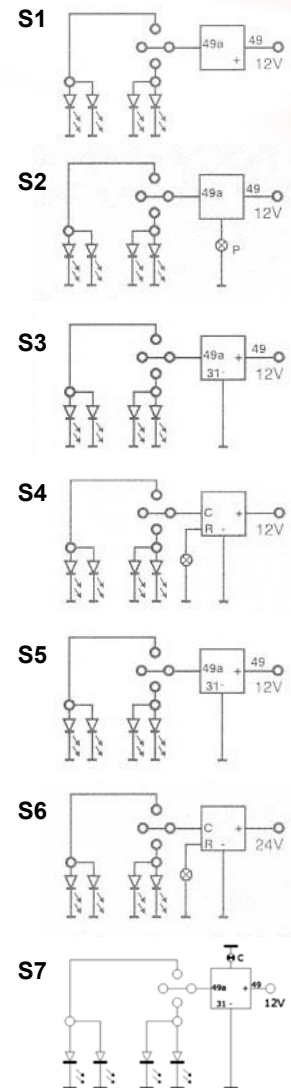 S1
49a 49
+ 12V
S2
49a 49
12V
P
S3
49a + 49
31- 12V
S4
C +
R - 12V
S5
49a + 49
31- 12V
S6
C +
R - 24V
S7
C
49a + 49
31 - 12V